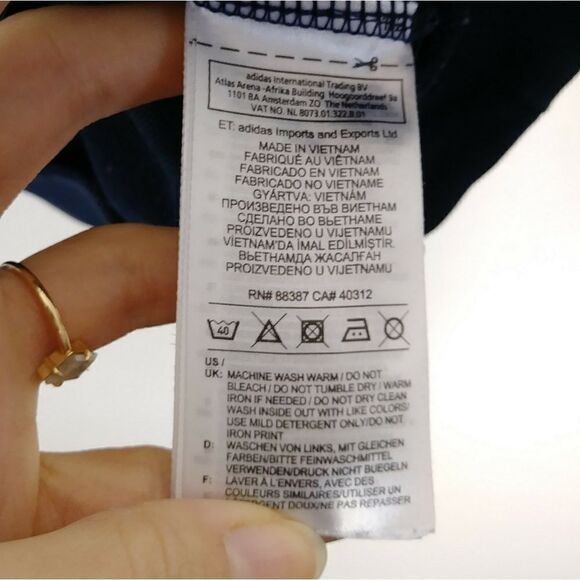 adidas International Trading BV
Atlas Arena -Afrika Building Hoogoorddreef 9a
1101 BA Amsterdam ZO The Netherlands
VAT NO. NL 8073.01.322.B.01
ET: adidas Imports and Exports Ltd
MADE IN VIETNAM
FABRIQUÉ AU VIÊTNAM
FABRICADO EN VIETNAM
FABRICADO NO VIETNAME
GYÁRTVA: VIETNÁM
ПРОИЗВЕДЕНО ВЪВ ВИЕТНАМ
СДЕЛАНО ВО ВЬЕТНАМЕ
PROIZVEDENO U VIJETNAMU
VİETNAM'DA İMAL EDİLMİŞTİR.
ВЬЕТНАМДА ЖАСАЛҒАН
PROIZVEDENO U VIJETNAMU
RN# 88387 CA# 40312
40
US /
UK: MACHINE WASH WARM / DO NOT
BLEACH / DO NOT TUMBLE DRY / WARM
IRON IF NEEDED / DO NOT DRY CLEAN
WASH INSIDE OUT WITH LIKE COLORS/
USE MILD DETERGENT ONLY/DO NOT
IRON PRINT
D: WASCHEN VON LINKS, MIT GLEICHEN
FARBEN/BITTE FEINWASCHMITTEL
VERWENDEN/DRUCK NICHT BUEGELN
F: LAVER À L'ENVERS, AVEC DES
COULEURS SIMILAIRES/UTILISER UN
DÉTERGENT DOUX/NE PAS REPASSER